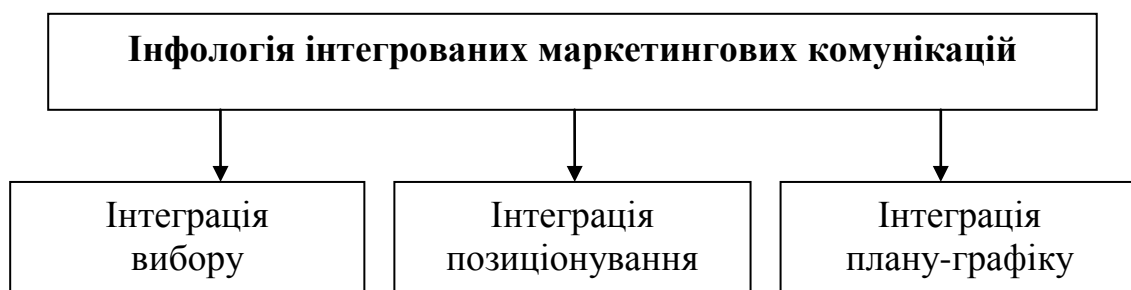 Інфологія інтегрованих маркетингових комунікацій
Інтеграція
вибору
Інтеграція
позиціонування
Інтеграція
плану-графіку